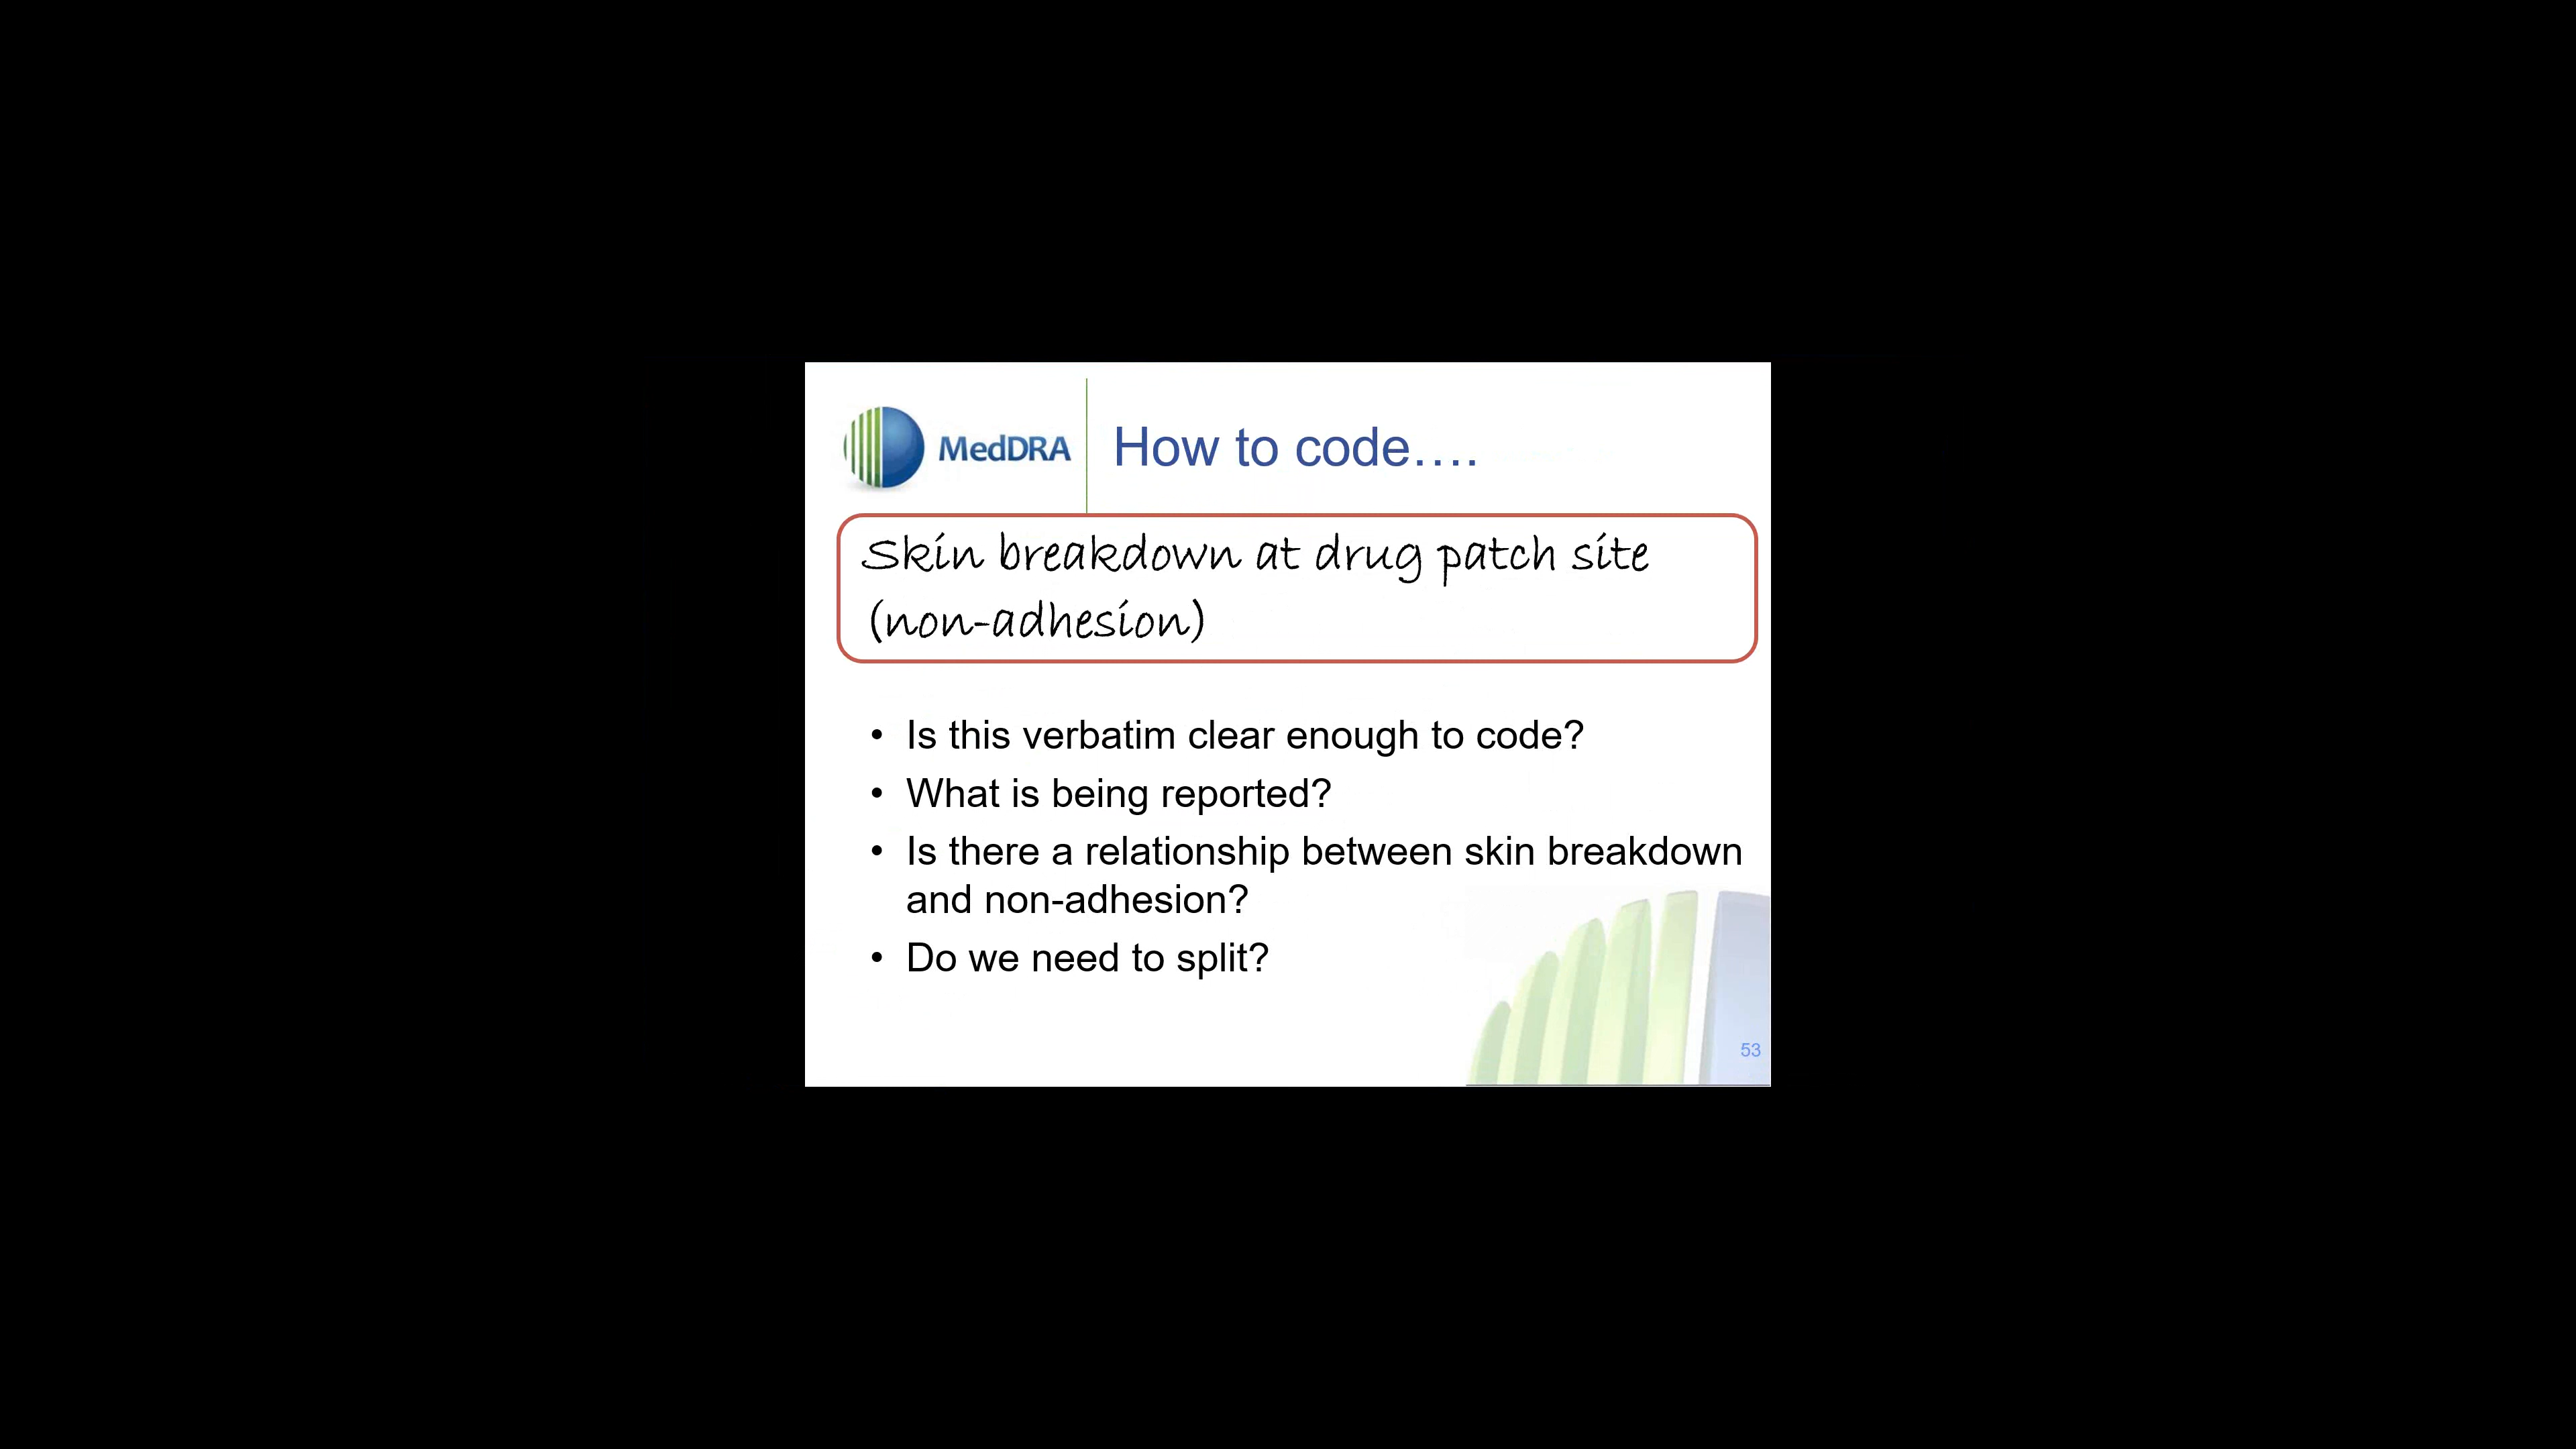 MedDRA
How to code….
Skin breakdown at drug patch site
(non-adhesion)
• Is this verbatim clear enough to code?
• What is being reported?
• Is there a relationship between skin breakdown
and non-adhesion?
• Do we need to split?
53